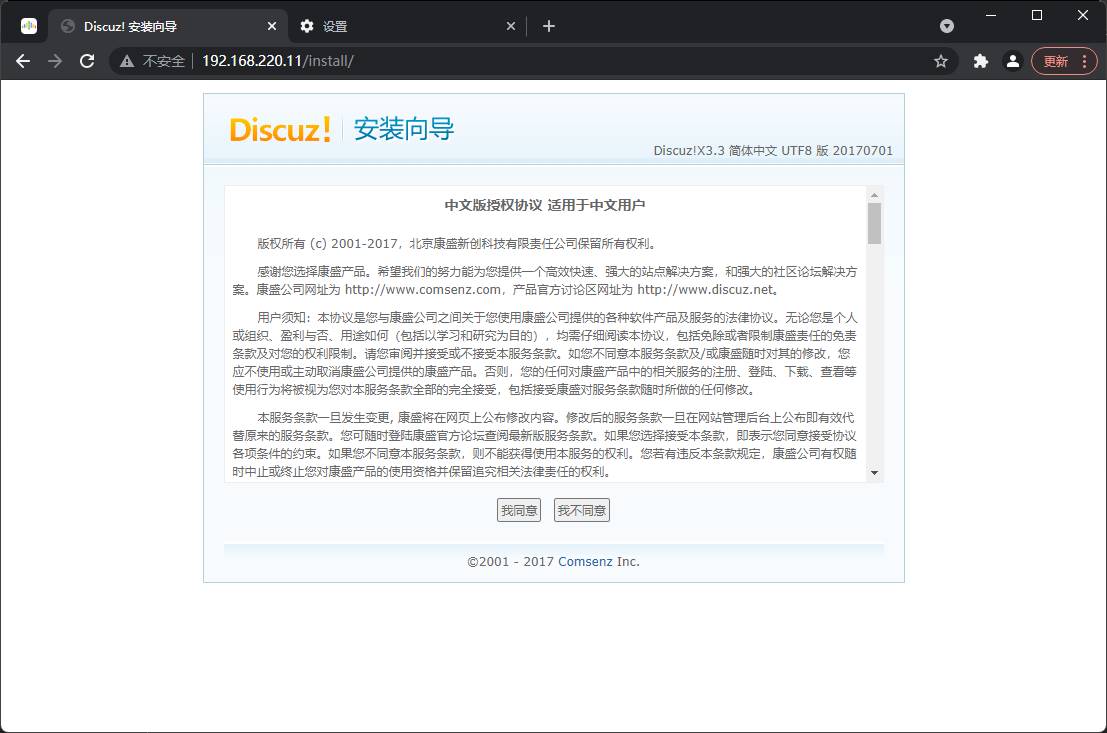 Discuz! 安装向导
设置
不安全
192.168.220.11/install/
更新
Discuz! 安装向导
Discuz!X3.3 简体中文 UTF8 版 20170701
中文版授权协议 适用于中文用户
版权所有 (c) 2001-2017，北京康盛新创科技有限责任公司保留所有权利。
感谢您选择康盛产品。希望我们的努力能为您提供一个高效快速、强大的站点解决方案，和强大的社区论坛解决方
案。康盛公司网址为 http://www.comsenz.com，产品官方讨论区网址为 http://www.discuz.net。
用户须知：本协议是您与康盛公司之间关于您使用康盛公司提供的各种软件产品及服务的法律协议。无论您是个人
或组织、盈利与否、用途如何（包括以学习和研究为目的），均需仔细阅读本协议，包括免除或者限制康盛责任的免责
条款及对您的权利限制。请您审阅并接受或不接受本服务条款。如您不同意本服务条款及/或康盛随时对其的修改，您
应不使用或主动取消康盛公司提供的康盛产品。否则，您的任何对康盛产品中的相关服务的注册、登陆、下载、查看等
使用行为将被视为您对本服务条款全部的完全接受，包括接受康盛对服务条款随时所做的任何修改。
本服务条款一旦发生变更, 康盛将在网页上公布修改内容。修改后的服务条款一旦在网站管理后台上公布即有效代
替原来的服务条款。您可随时登陆康盛官方论坛查阅最新版服务条款。如果您选择接受本条款，即表示您同意接受协议
各项条件的约束。如果您不同意本服务条款，则不能获得使用本服务的权利。您若有违反本条款规定，康盛公司有权随
时中止或终止您对康盛产品的使用资格并保留追究相关法律责任的权利。
我同意
我不同意
©2001 - 2017 Comsenz Inc.